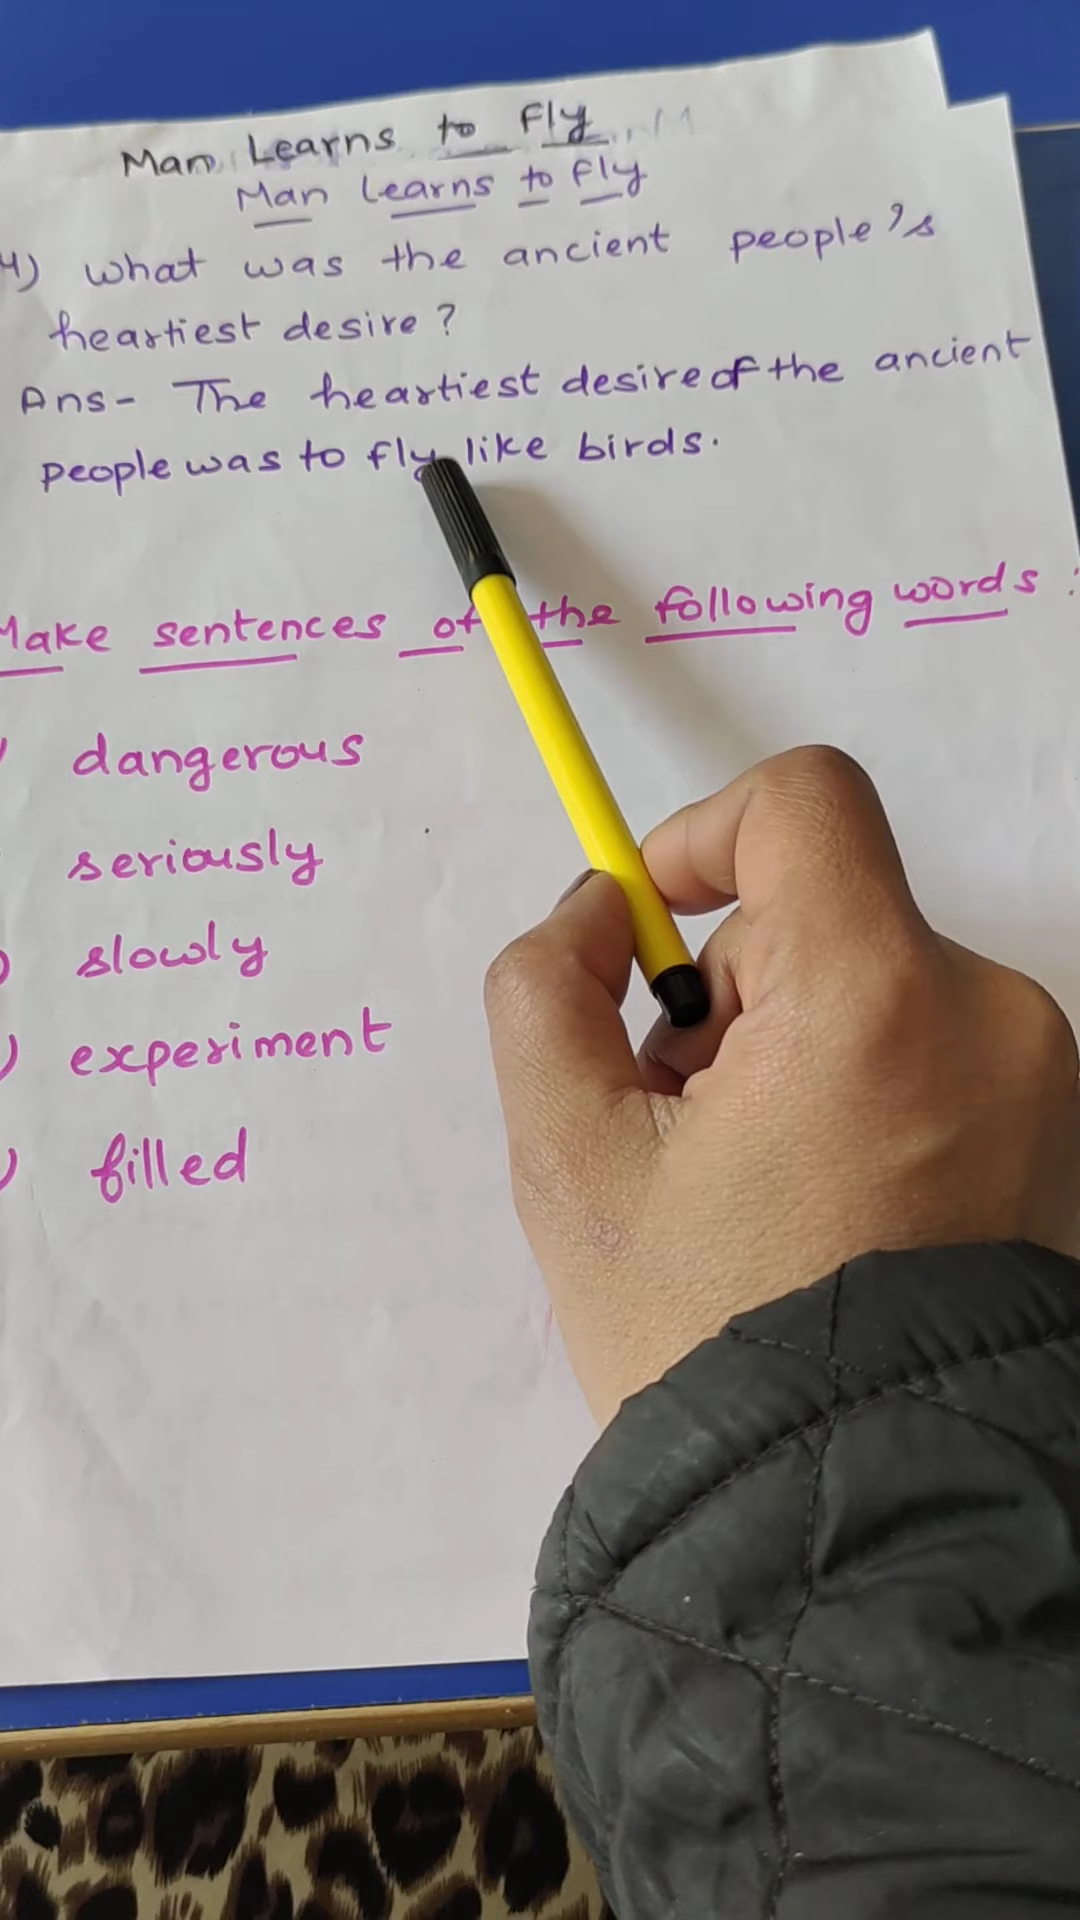 Man Learns to Fly
Man learns to fly
4) what was the ancient people's
heartiest desire?
Ans- The heartiest desire of the ancient
people was to fly like birds.
Make sentences of the following words :
dangerous
seriously
slowly
experiment
filled